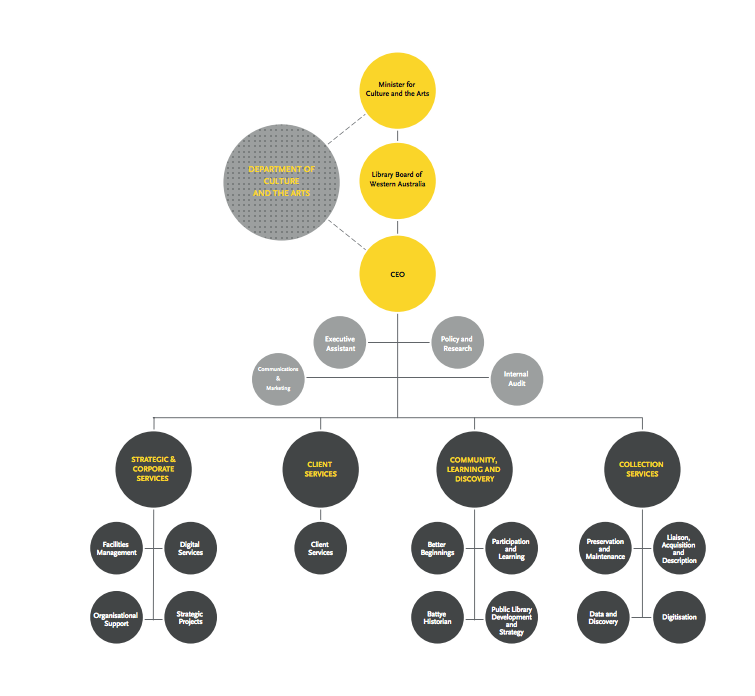 Minister for
Culture and the Arts
DEPARTMENT OF
CULTURE
AND THE ARTS
Library Board of
Western Australia
CEO
Executive
Assistant
Policy and
Research
Communications
&
Marketing
Internal
Audit
STRATEGIC &
CORPORATE
SERVICES
CLIENT
SERVICES
COMMUNITY,
LEARNING AND
DISCOVERY
COLLECTION
SERVICES
Facilities
Management
Digital
Services
Client
Services
Better
Beginnings
Participation
and
Learning
Preservation
and
Maintenance
Liaison,
Acquisition
and
Description
Organisational
Support
Strategic
Projects
Battye
Historian
Public Library
Development
and
Strategy
Data and
Discovery
Digitisation